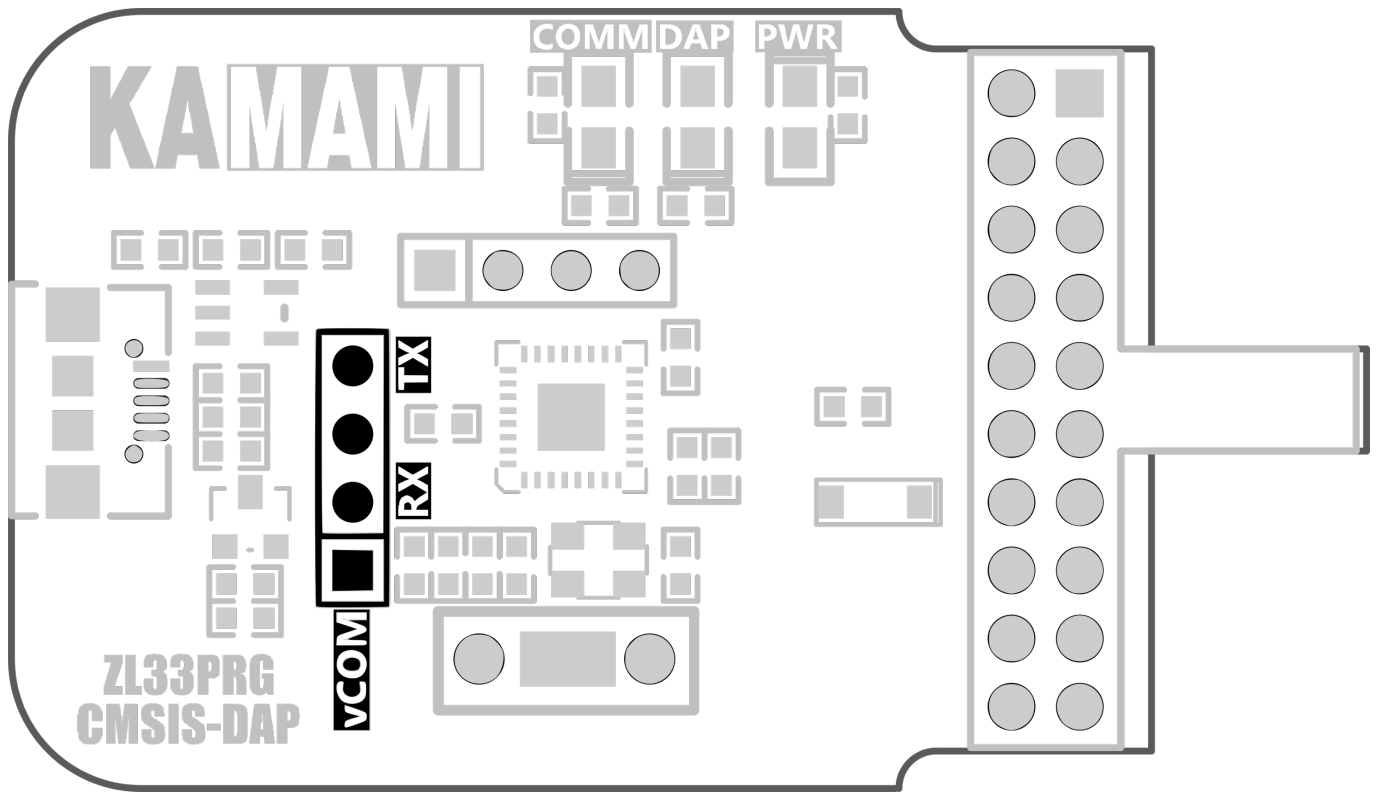 COMM DAP PWR
KAMAMI
TX
RX
vCOM
ZL33PRG
CMSIS-DAP